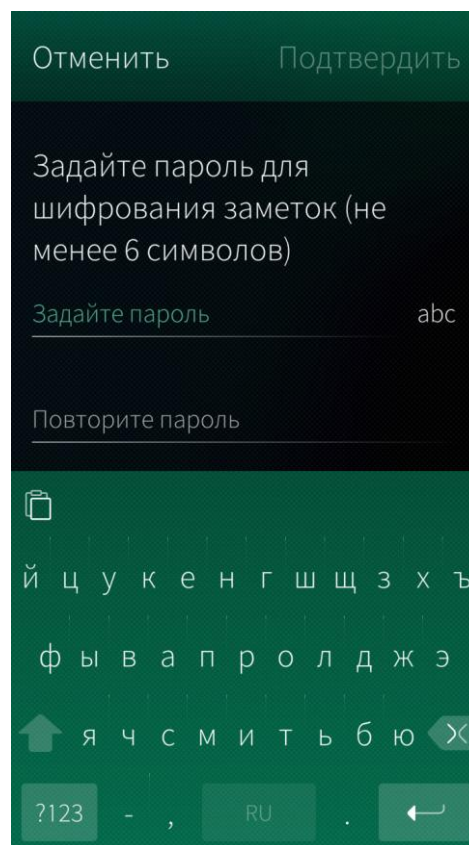 Отменить Подтвердить
Задайте пароль для
шифрования заметок (не
менее 6 символов)
Задайте пароль abc
Повторите пароль
й ц у к е н г ш щ з х ъ
ф ы в а п р о л д ж э
я ч с м и т ь б ю
?123 - , RU .